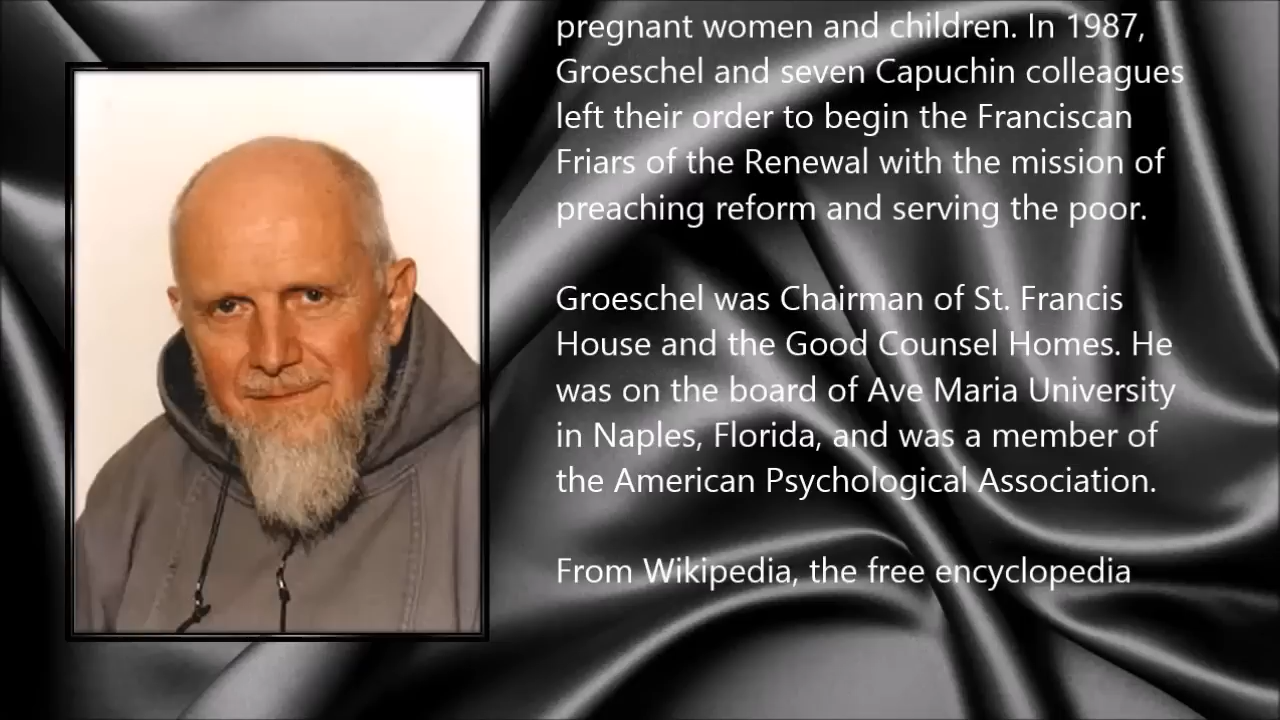 pregnant women and children. In 1987,
Groeschel and seven Capuchin colleagues
left their order to begin the Franciscan
Friars of the Renewal with the mission of
preaching reform and serving the poor.
Groeschel was Chairman of St. Francis
House and the Good Counsel Homes. He
was on the board of Ave Maria University
in Naples, Florida, and was a member of
the American Psychological Association.
From Wikipedia, the free encyclopedia